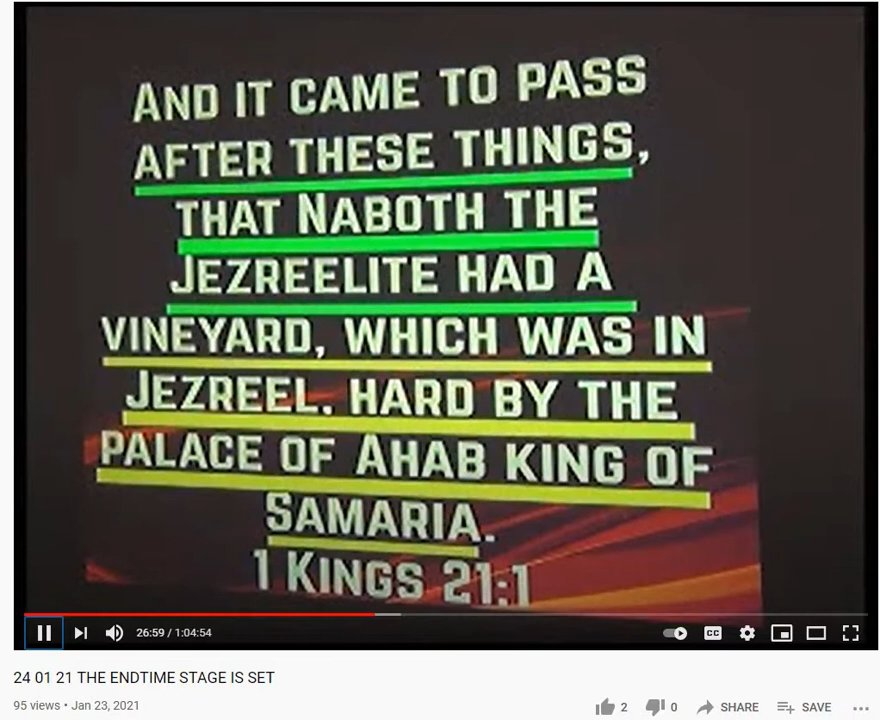 AND IT CAME TO PASS
AFTER THESE THINGS,
THAT NABOTH THE
JEZREELITE HAD A
VINEYARD, WHICH WAS IN
JEZREEL, HARD BY THE
PALACE OF AHAB KING OF
SAMARIA.
1 KINGS 21:1
26:59 / 1:04:54
CC
24 01 21 THE ENDTIME STAGE IS SET
95 views • Jan 23, 2021
2
0
SHARE
SAVE